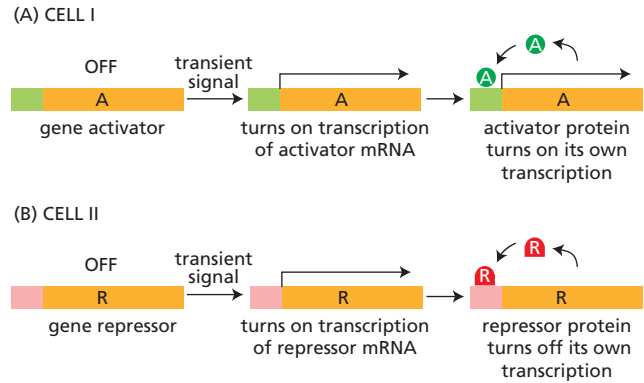 (A) CELL I
OFF
transient
signal
A
A
A
A
A
gene activator
turns on transcription
of activator mRNA
activator protein
turns on its own
transcription
(B) CELL II
OFF
transient
signal
R
R
R
R
R
gene repressor
turns on transcription
of repressor mRNA
repressor protein
turns off its own
transcription